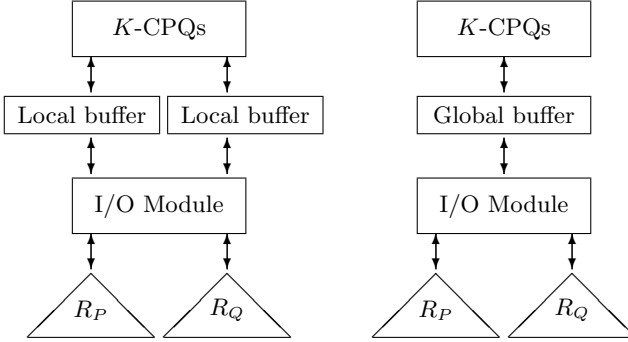 K-CPQs K-CPQs
Local buffer Local buffer Global buffer
I/O Module I/O Module
R_P R_Q R_P R_Q